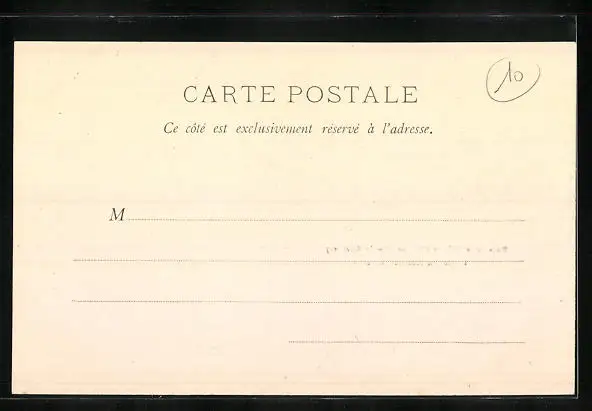 10
CARTE POSTALE
Ce côté est exclusivement réservé à l'adresse.
M